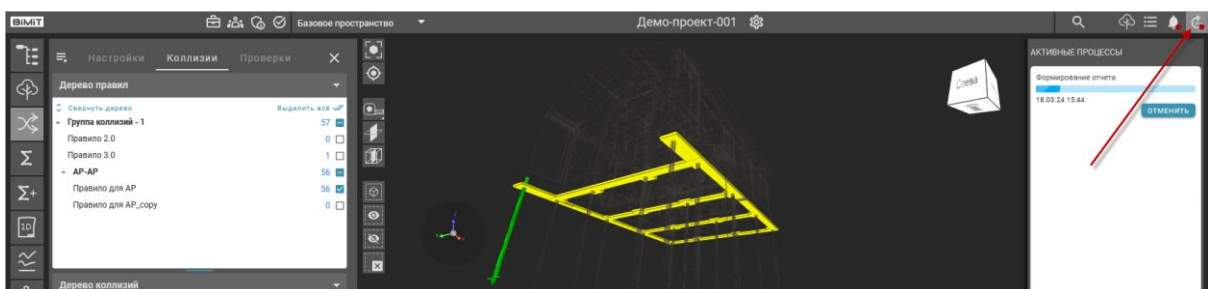 BIMIT Базовое пространство Демо-проект-001
Настройки Коллизии Проверки
Дерево правил
Свернуть дерево Выделить всё
Группа коллизий - 1 57
Правило 2.0 0
Правило 3.0 1
АР-АР 56
Правило для АР 56
Правило для АР_copy 0
Дерево коллизий
2D
Слева
АКТИВНЫЕ ПРОЦЕССЫ
Формирование отчета
18.03.24 15:44
ОТМЕНИТЬ